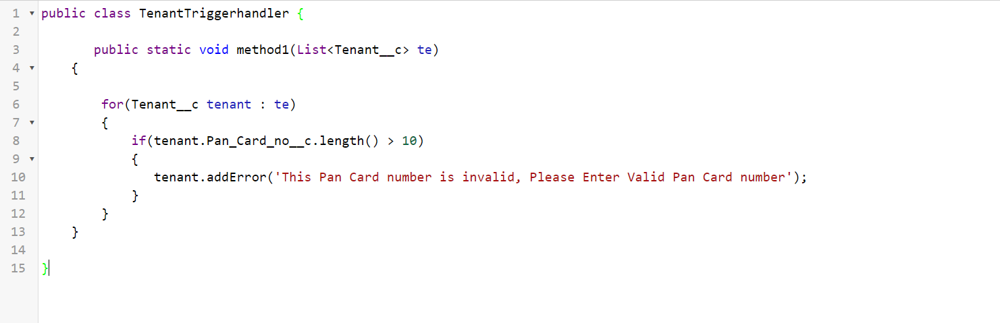 1 public class TenantTriggerhandler {
2
3 public static void method1(List<Tenant__c> te)
4 {
5
6 for(Tenant__c tenant : te)
7 {
8 if(tenant.Pan_Card_no__c.length() > 10)
9 {
10 tenant.addError('This Pan Card number is invalid, Please Enter Valid Pan Card number');
11 }
12 }
13 }
14
15 }